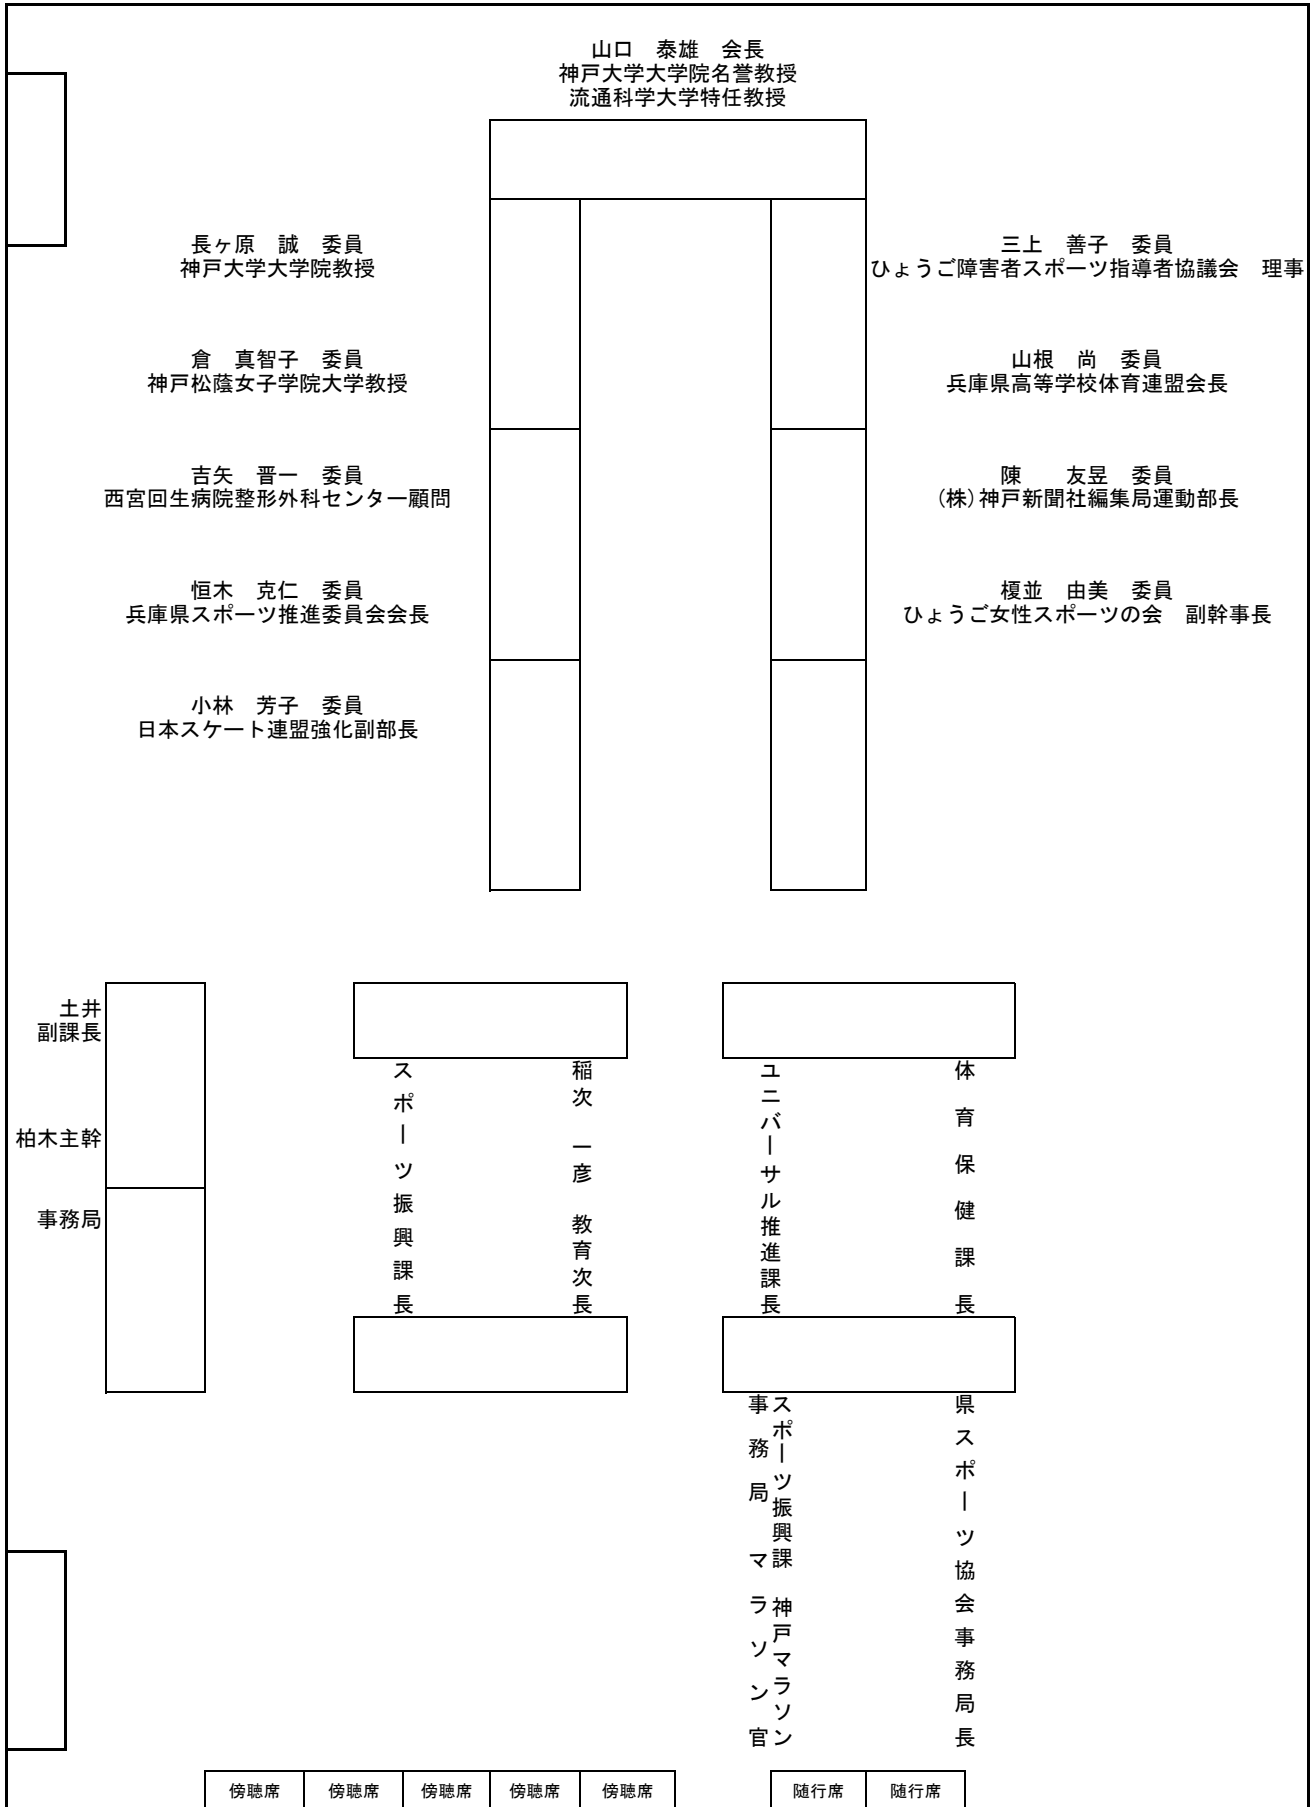 山口　泰雄　会長
神戸大学大学院名誉教授
流通科学大学特任教授
長ヶ原　誠　委員
神戸大学大学院教授
三上　善子　委員
ひょうご障害者スポーツ指導者協議会　理事
倉　真智子　委員
神戸松蔭女子学院大学教授
山根　尚　委員
兵庫県高等学校体育連盟会長
吉矢　晋一　委員
西宮回生病院整形外科センター顧問
陳　　友昱　委員
(株)神戸新聞社編集局運動部長
恒木　克仁　委員
兵庫県スポーツ推進委員会会長
榎並　由美　委員
ひょうご女性スポーツの会　副幹事長
小林　芳子　委員
日本スケート連盟強化副部長
土井
副課長
柏木主幹
事務局
スポーツ振興課長
稲次　一彦　教育次長
ユニバーサル推進課長
体育保健課長
スポーツ振興課　神戸マラソン
事務局　マラソン官
県スポーツ協会事務局長
傍聴席
傍聴席
傍聴席
傍聴席
傍聴席
随行席
随行席